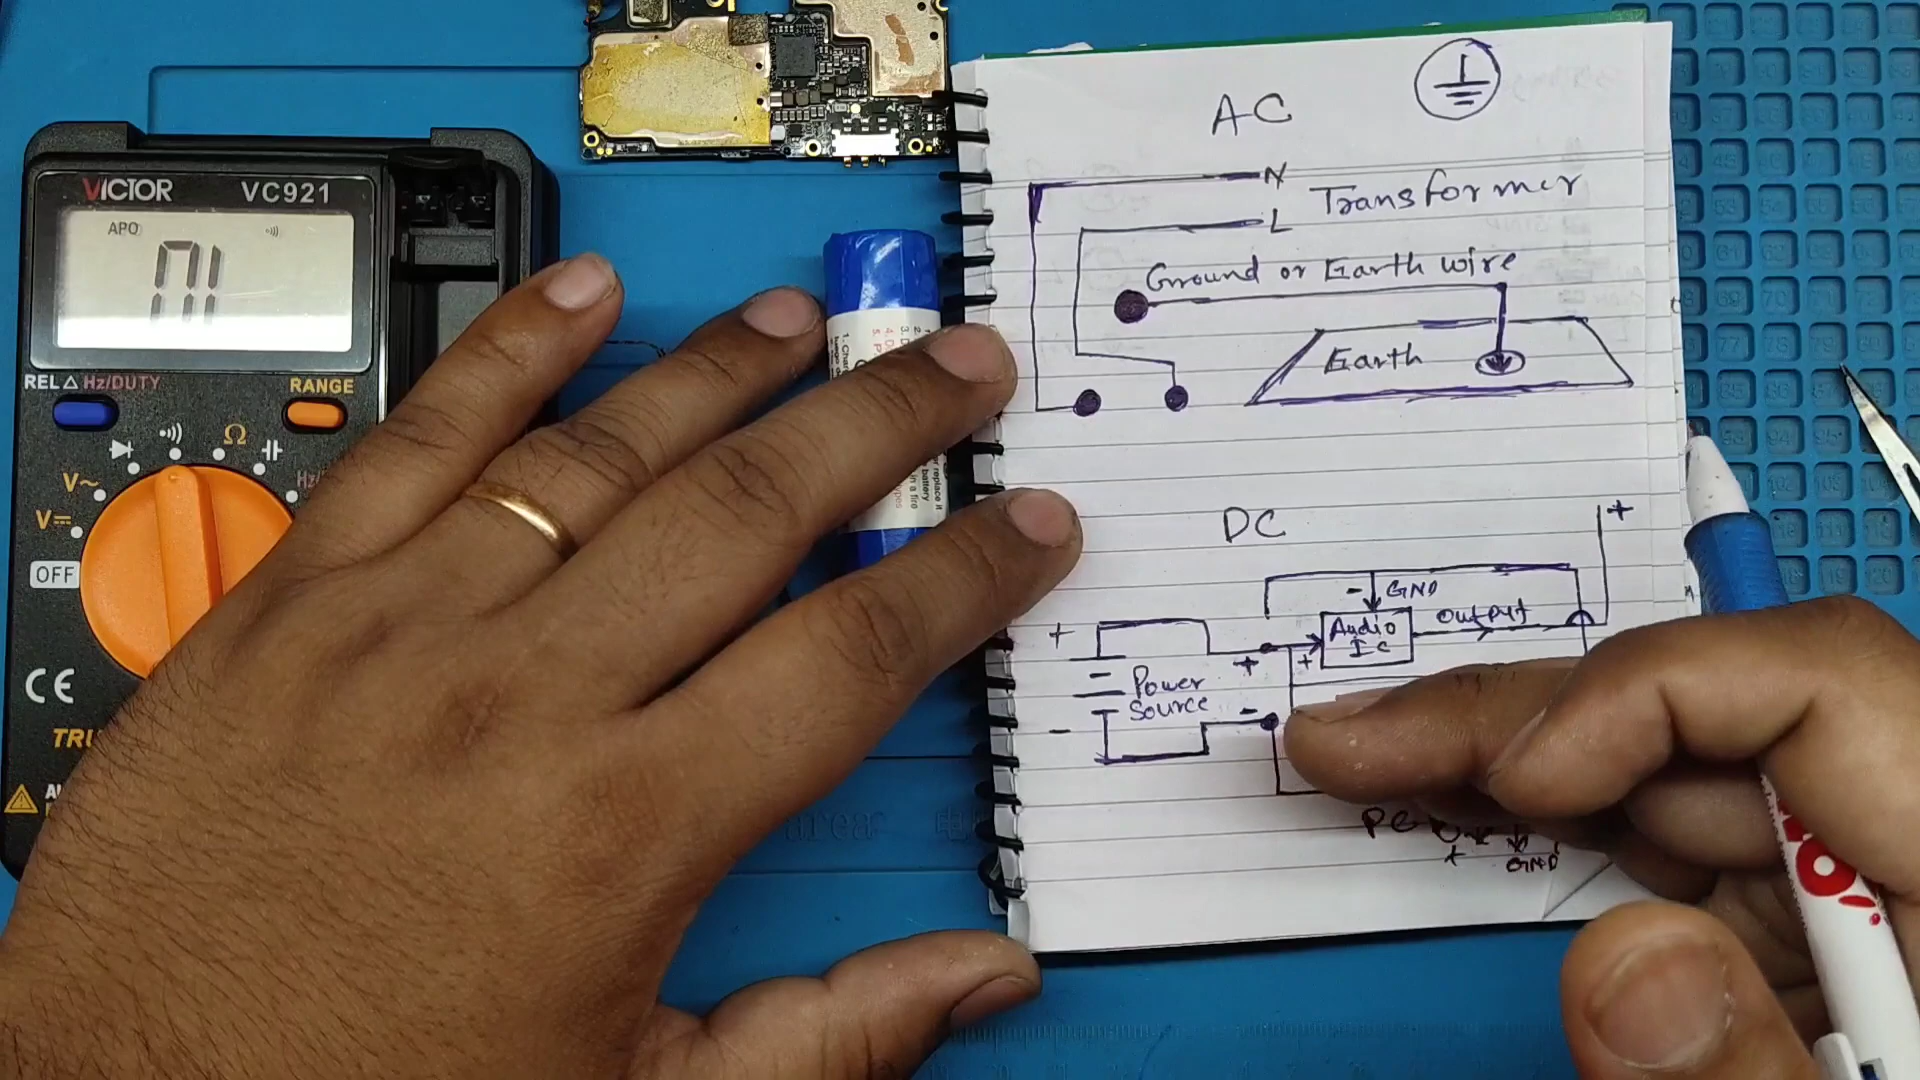 VICTOR VC921
APO
REL△ Hz/DUTY RANGE
Ω
V~
V
OFF
CE
AC
N
Transformer
L
Ground or Earth wire
Earth
DC
+
- GND
output
Audio
IC
+
+
+
Power
Source
-
-
+
GND